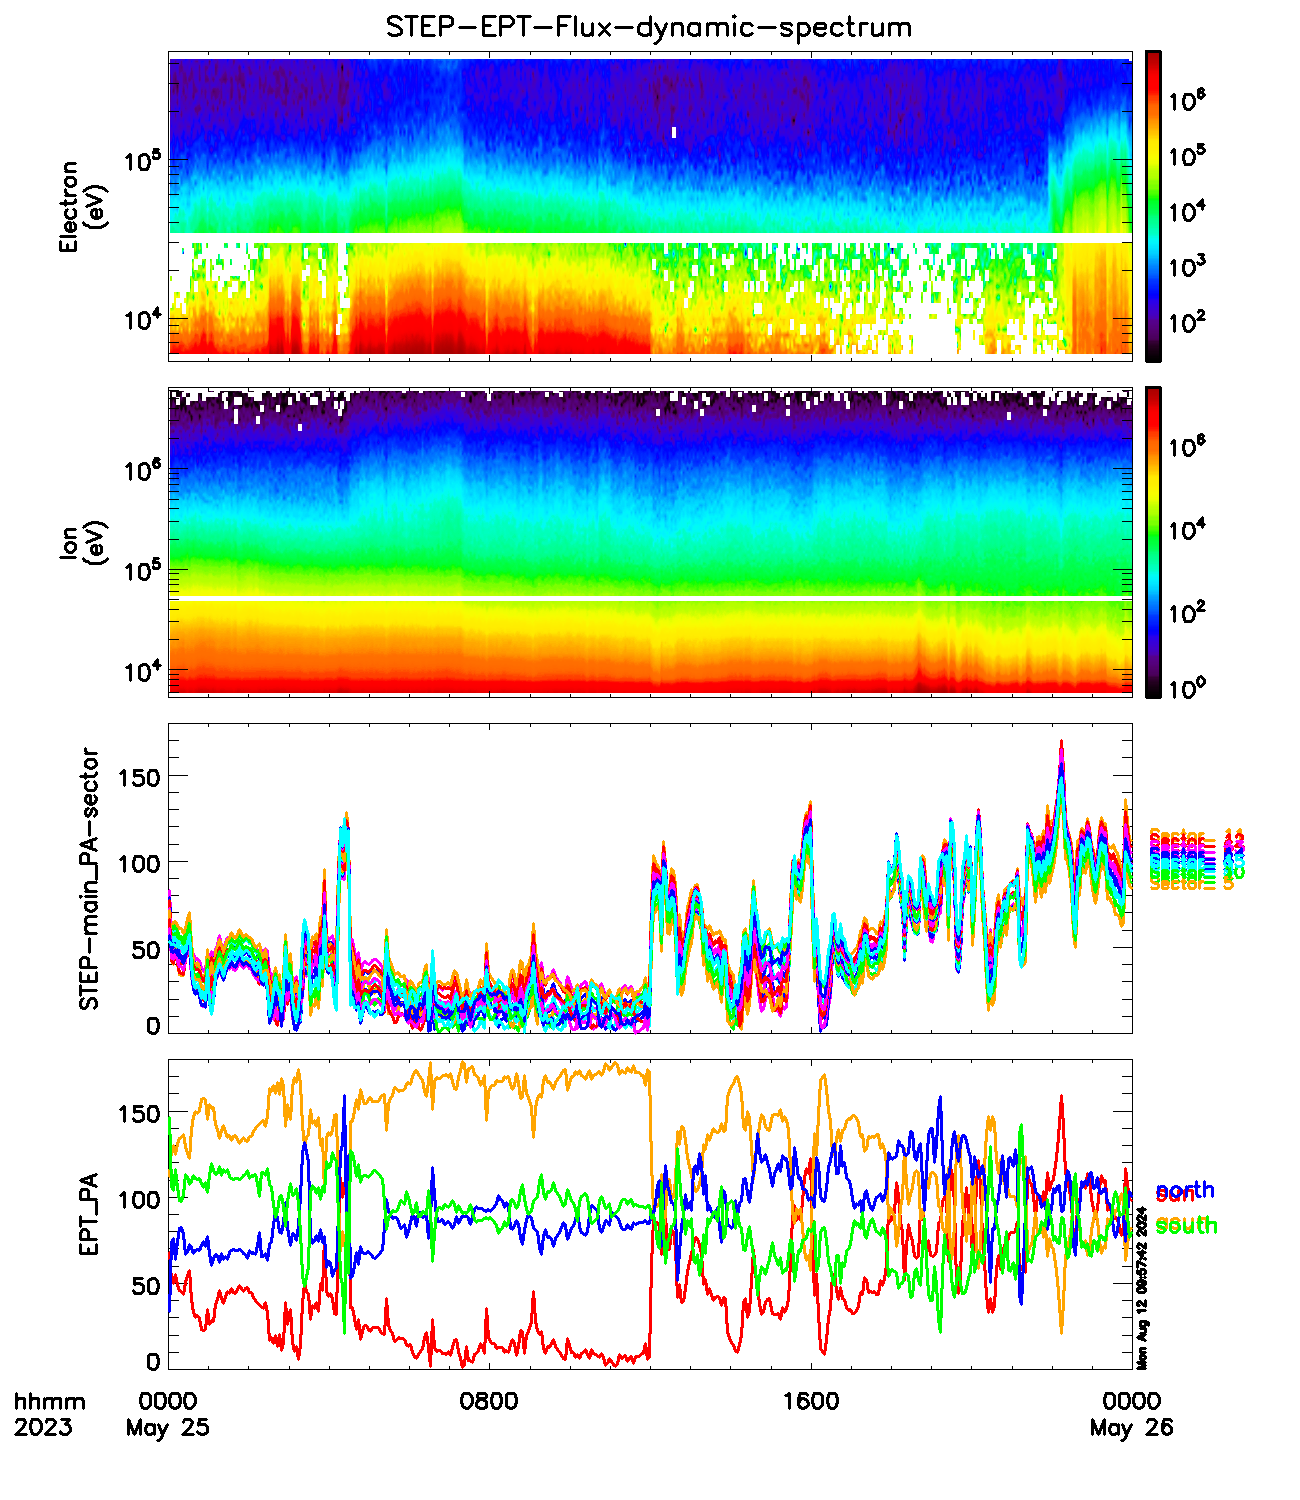 STEP-EPT-Flux-dynamic-spectrum
Electron
(eV)
10^5
10^4
10^6
10^5
10^4
10^3
10^2
Ion
(eV)
10^6
10^5
10^4
10^6
10^4
10^2
10^0
STEP-main_PA-sector
150
100
50
0
Sector= 5
EPT_PA
150
100
50
0
north
south
Mon Aug 12 09:57:42 2024
hhmm
2023
0000
0800
1600
0000
May 25
May 26